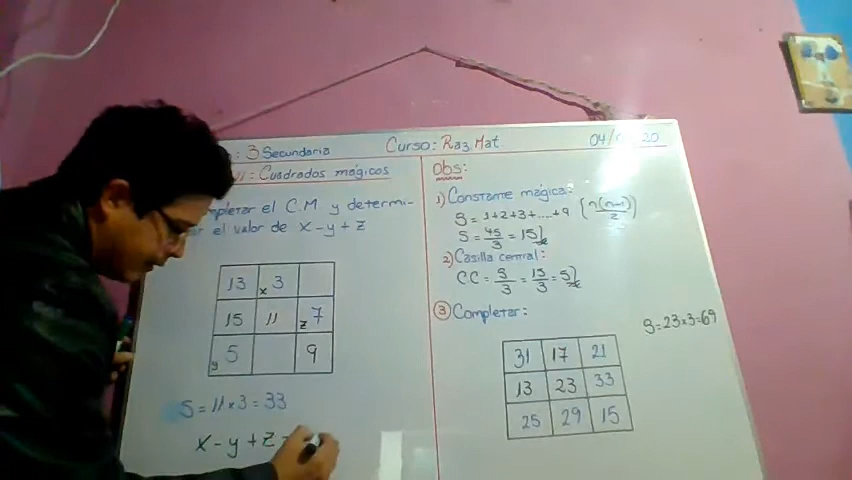 : 3 Secundaria
Curso: Raz Mat
04/ 20
: Cuadrados mágicos
pletar el C.M y determi-
el valor de x-y+z
13 x 3
15 11 z 7
y 5 9
S = 11 x 3 = 33
x - y + z =
Obs:
1) Constante mágica:
S = 1+2+3+....+9 [n(n+1)/2]
S = 45/3 = 15
2) Casilla central:
CC = S/3 = 15/3 = 5
③ Completar:
S = 23 x 3 = 69
31 17 21
13 23 33
25 29 15